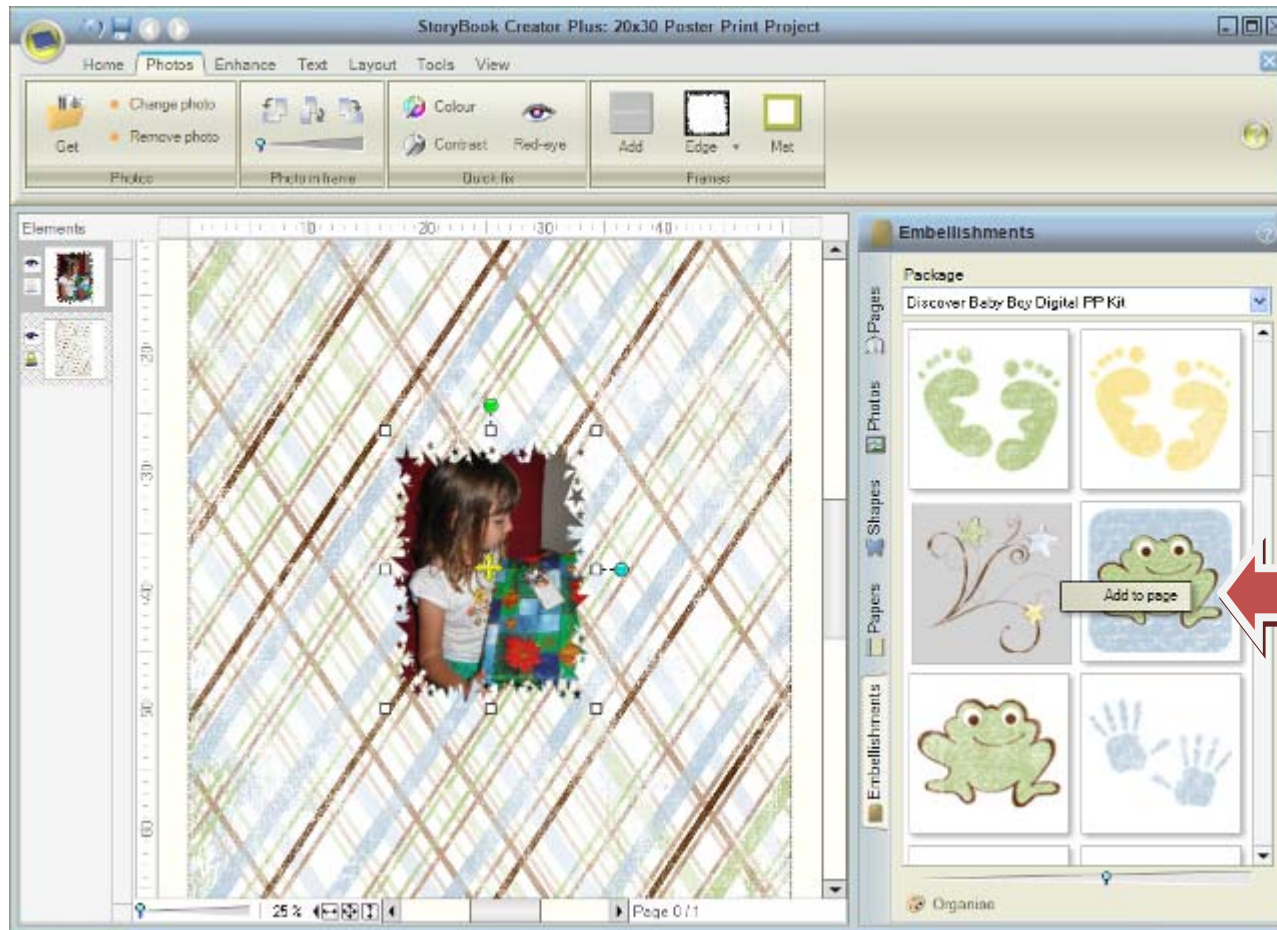 StoryBook Creator Plus: 20x30 Poster Print Project
Home Photos Enhance Text Layout Tools View
Get
Change photo
Remove photo
Colour
Contrast
Red-eye
Add
Edge
Mat
Photos
Photo in frame
Quick fix
Frames
Elements
10 20 30 40
20
30
40
50
60
25 %
Page 0 / 1
Embellishments
Package
Discover Baby Boy Digital PP Kit
Pages
Photos
Shapes
Papers
Embellishments
Add to page
Organise